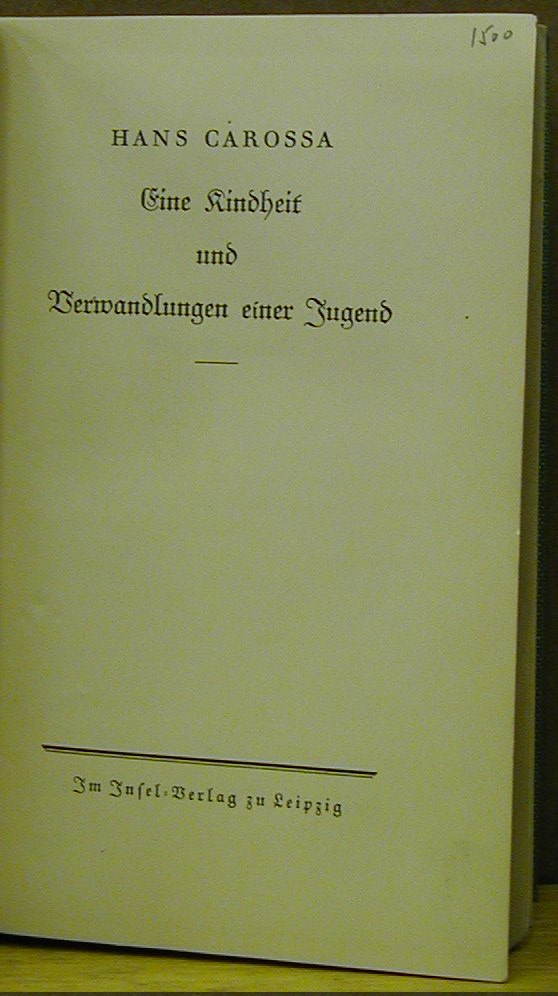 1500
HANS CAROSSA
Eine Kindheit
und
Verwandlungen einer Jugend
Im Inſel-Verlag zu Leipzig